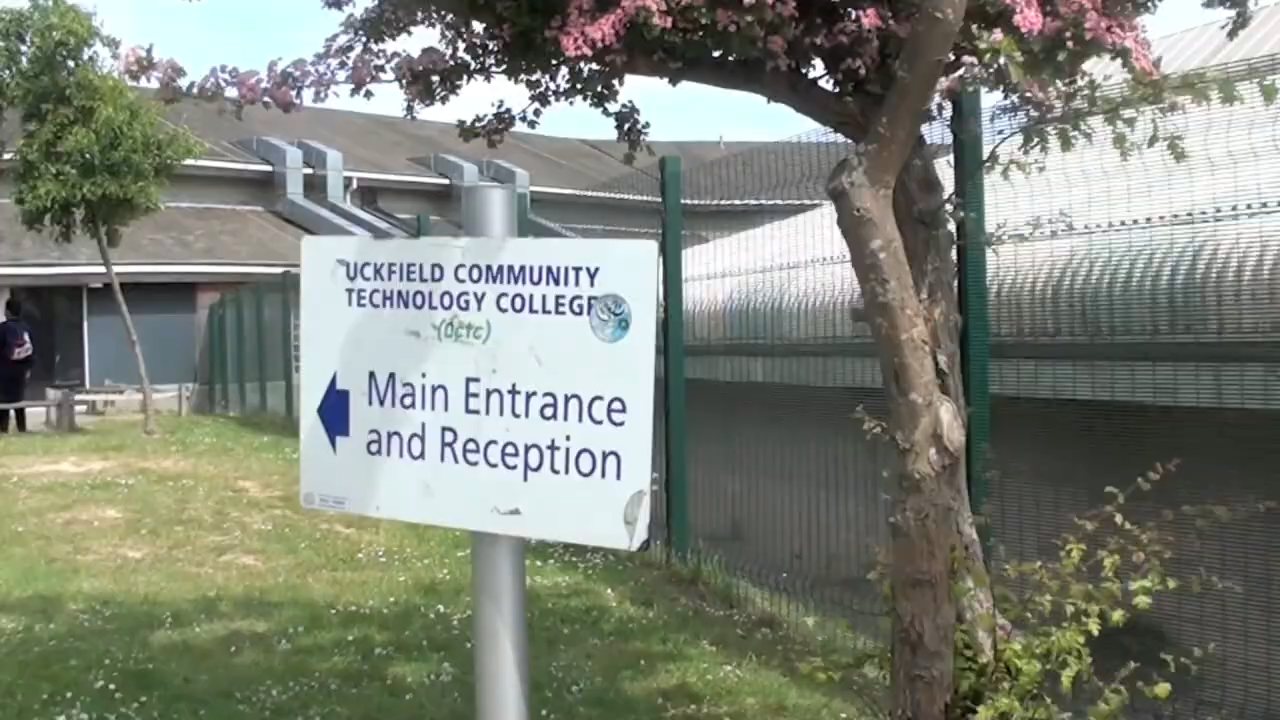 UCKFIELD COMMUNITY
TECHNOLOGY COLLEGE
(UCTC)
Main Entrance
and Reception